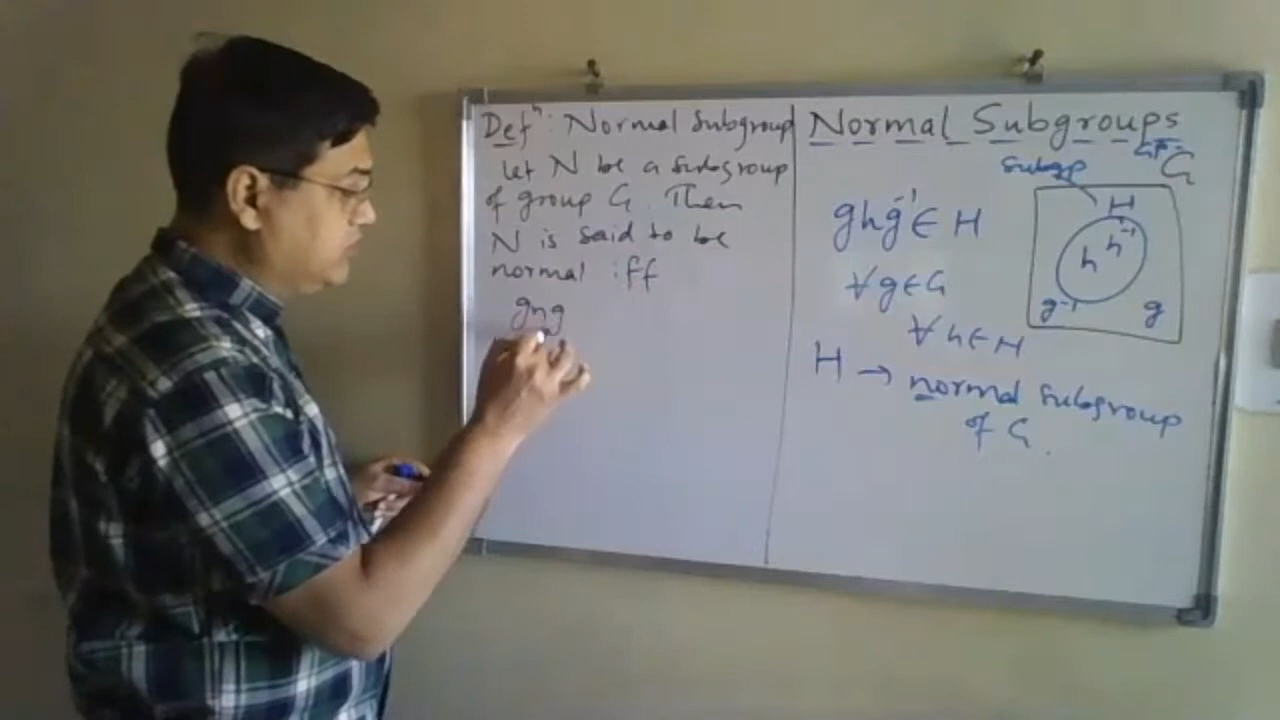 Defⁿ: Normal Subgroup
Let N be a subgroup
of group G. Then
N is said to be
normal iff
gng
Normal Subgroups
Subgp
G
H
ghg⁻¹ ∈ H
h h⁻¹
∀ g ∈ G
g⁻¹ g
∀ h ∈ H
H → normal subgroup
of G.